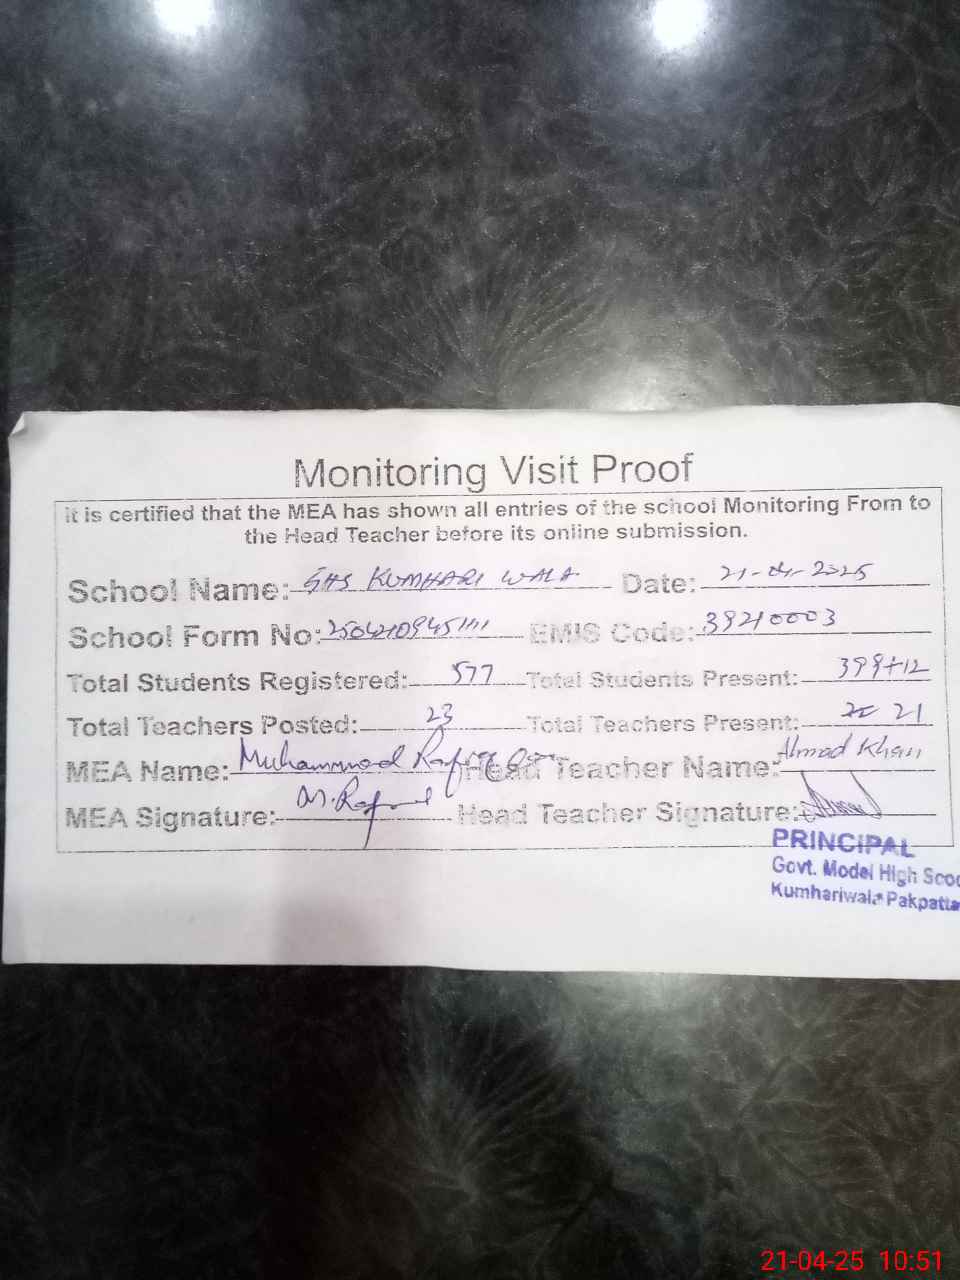 Monitoring Visit Proof
it is certified that the MEA has shown all entries of the school Monitoring From to
the Head Teacher before its online submission.
School Name: GHS KUMHARI WALA Date: 21-04-2025
School Form No: EMIS Code: 39210003
Total Students Registered: 577 Total Students Present: 399+12
Total Teachers Posted: 23 Total Teachers Present: 21
MEA Name: Muhammad Head Teacher Name: Ahmad Khan
MEA Signature: Head Teacher Signature:
PRINCIPAL
Govt. Model High Scoo
Kumhariwala Pakpatta
21-04-25 10:51